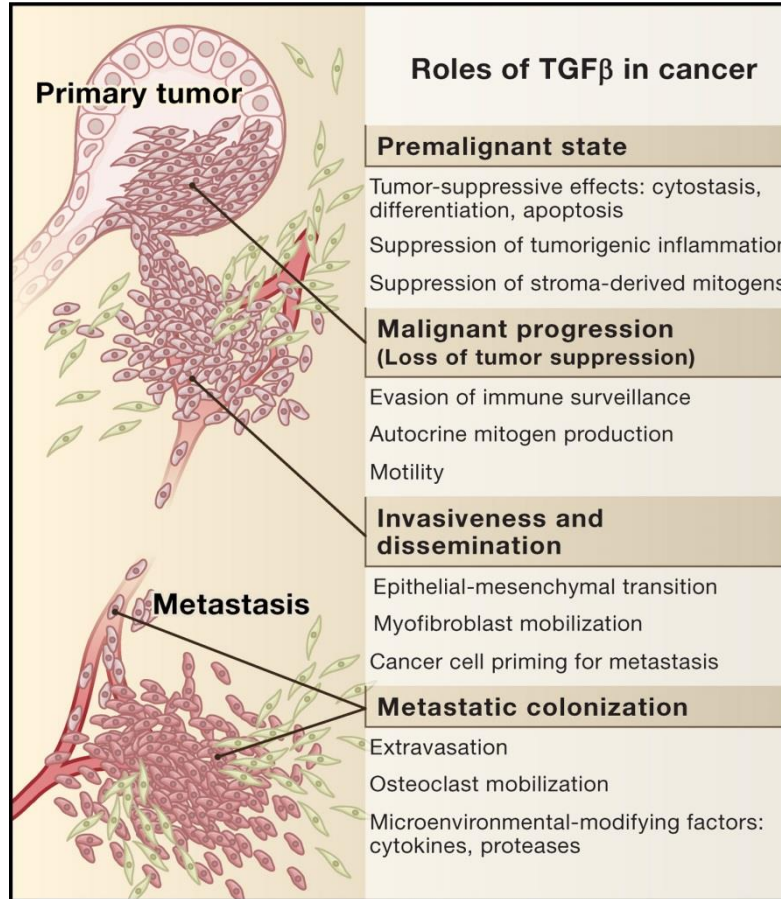 Roles of TGFβ in cancer
Primary tumor
Premalignant state
Tumor-suppressive effects: cytostasis,
differentiation, apoptosis
Suppression of tumorigenic inflammation
Suppression of stroma-derived mitogens
Malignant progression
(Loss of tumor suppression)
Evasion of immune surveillance
Autocrine mitogen production
Motility
Invasiveness and
dissemination
Epithelial-mesenchymal transition
Myofibroblast mobilization
Cancer cell priming for metastasis
Metastasis
Metastatic colonization
Extravasation
Osteoclast mobilization
Microenvironmental-modifying factors:
cytokines, proteases